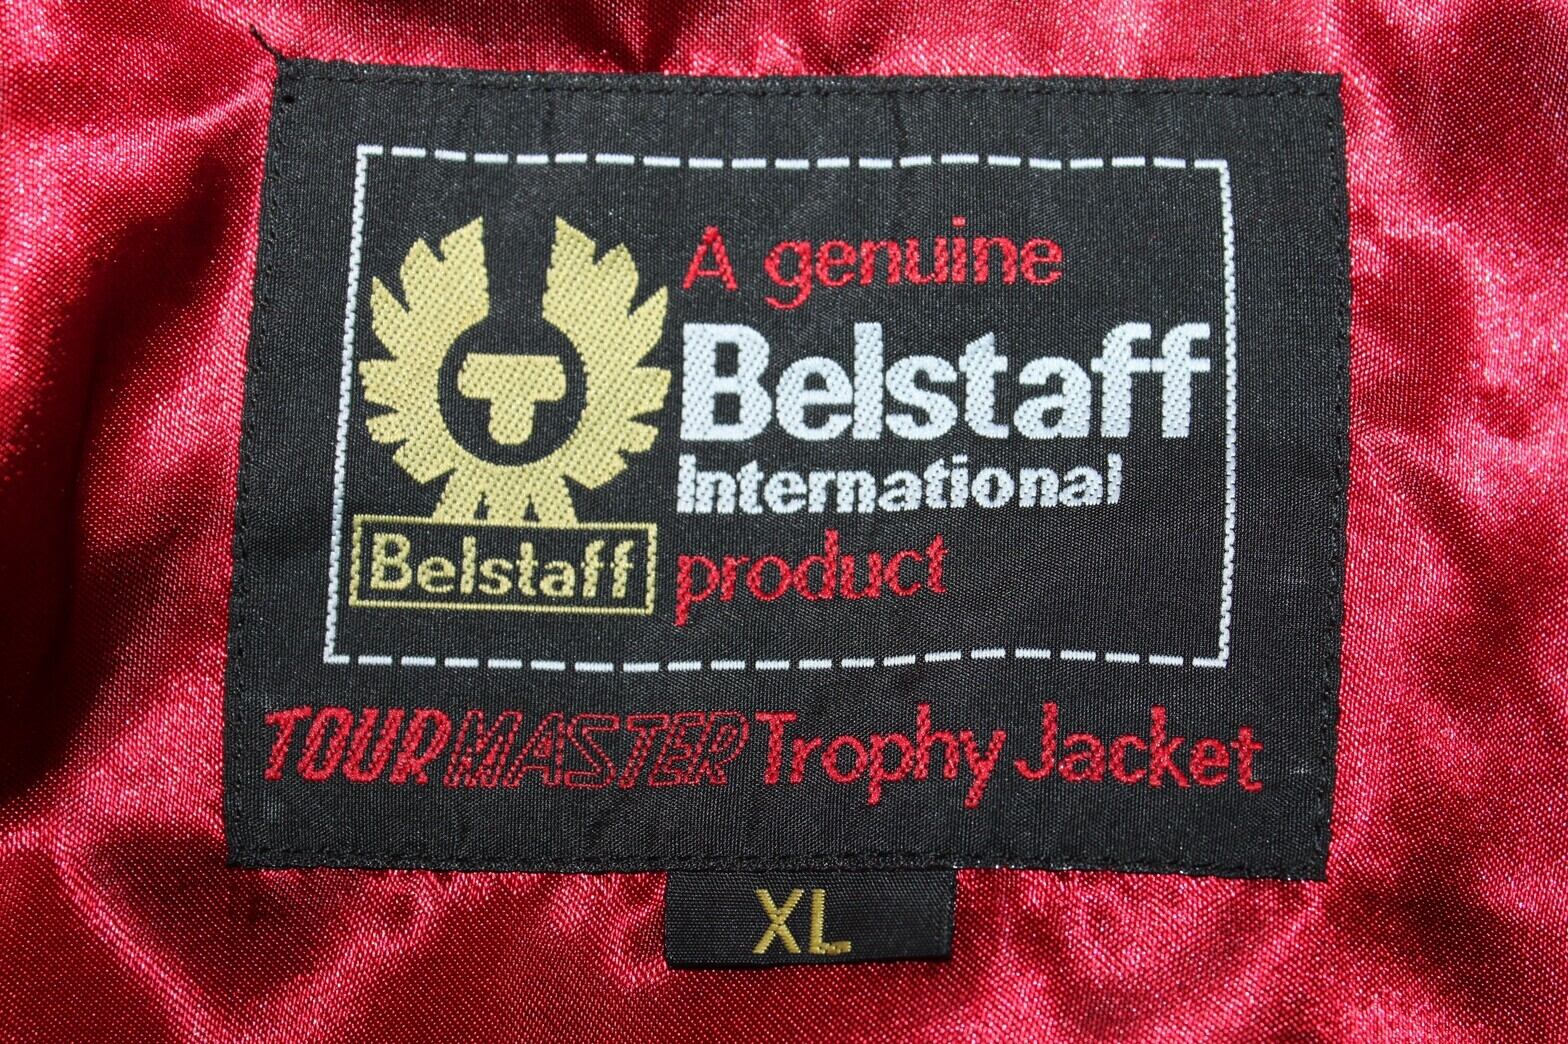 A genuine
Belstaff
International
product
Belstaff
TOURMASTER Trophy Jacket
XL